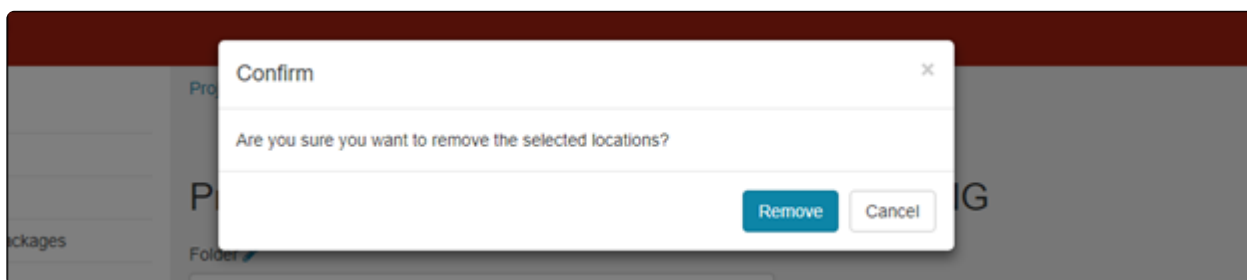 Confirm ×
Are you sure you want to remove the selected locations?
Remove Cancel
Folder